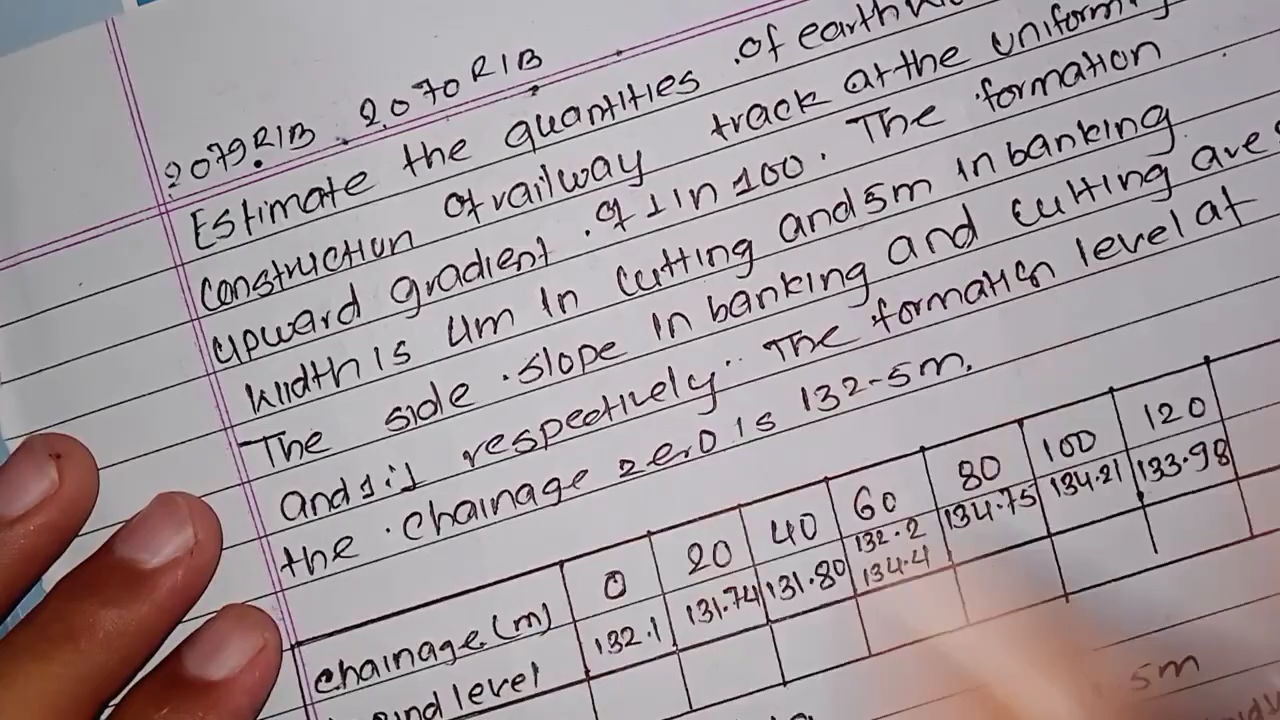 2079 RIB . 2070 RIB
Estimate the quantities of earth
construction of railway track at the uniform
upward gradient of 1 in 100. The formation
width is 4m in cutting and 5m in banking
The side slope in banking and cutting are
and 1:1 respectively. The formation level at
the chainage zero is 132.5m.
chainage (m) 0 20 40 60 80 100 120
level 132.1 131.74 131.80 132.2 134.4 134.75 134.21 133.98
5m